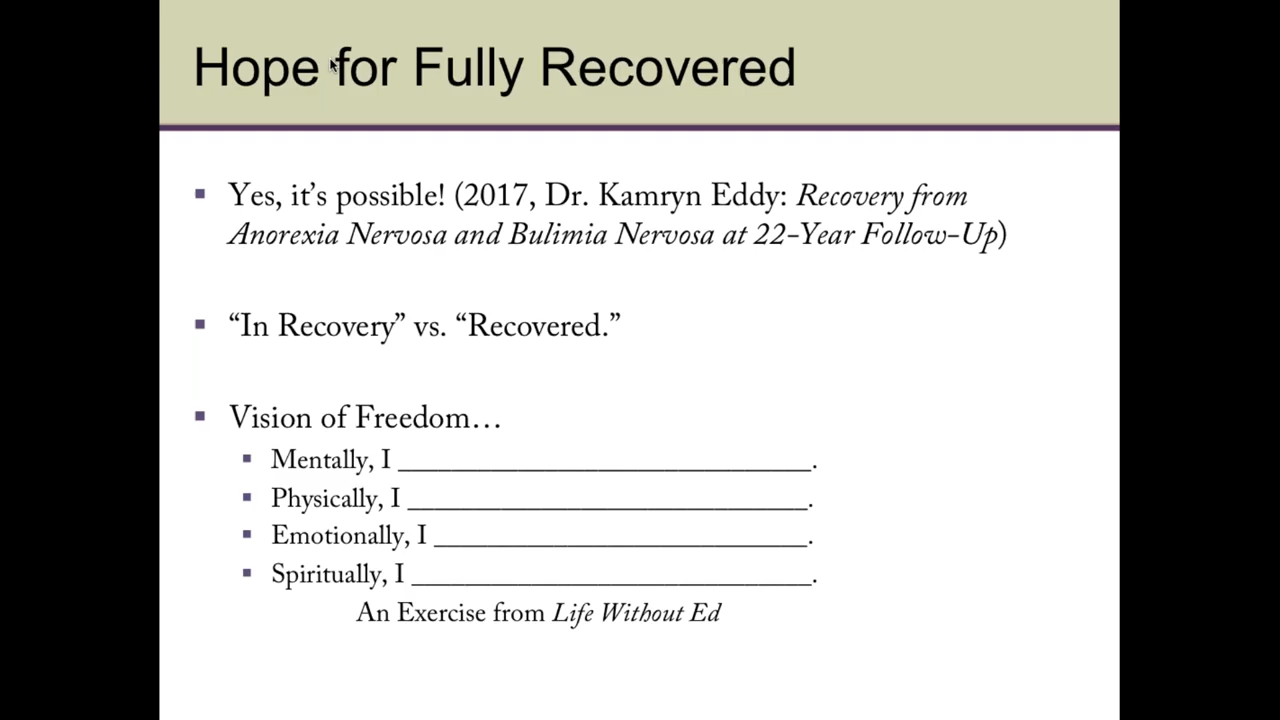 Hope for Fully Recovered
▪ Yes, it’s possible! (2017, Dr. Kamryn Eddy: Recovery from
Anorexia Nervosa and Bulimia Nervosa at 22-Year Follow-Up)
▪ “In Recovery” vs. “Recovered.”
▪ Vision of Freedom…
▪ Mentally, I _______________________________.
▪ Physically, I ______________________________.
▪ Emotionally, I ____________________________.
▪ Spiritually, I ______________________________.
An Exercise from Life Without Ed